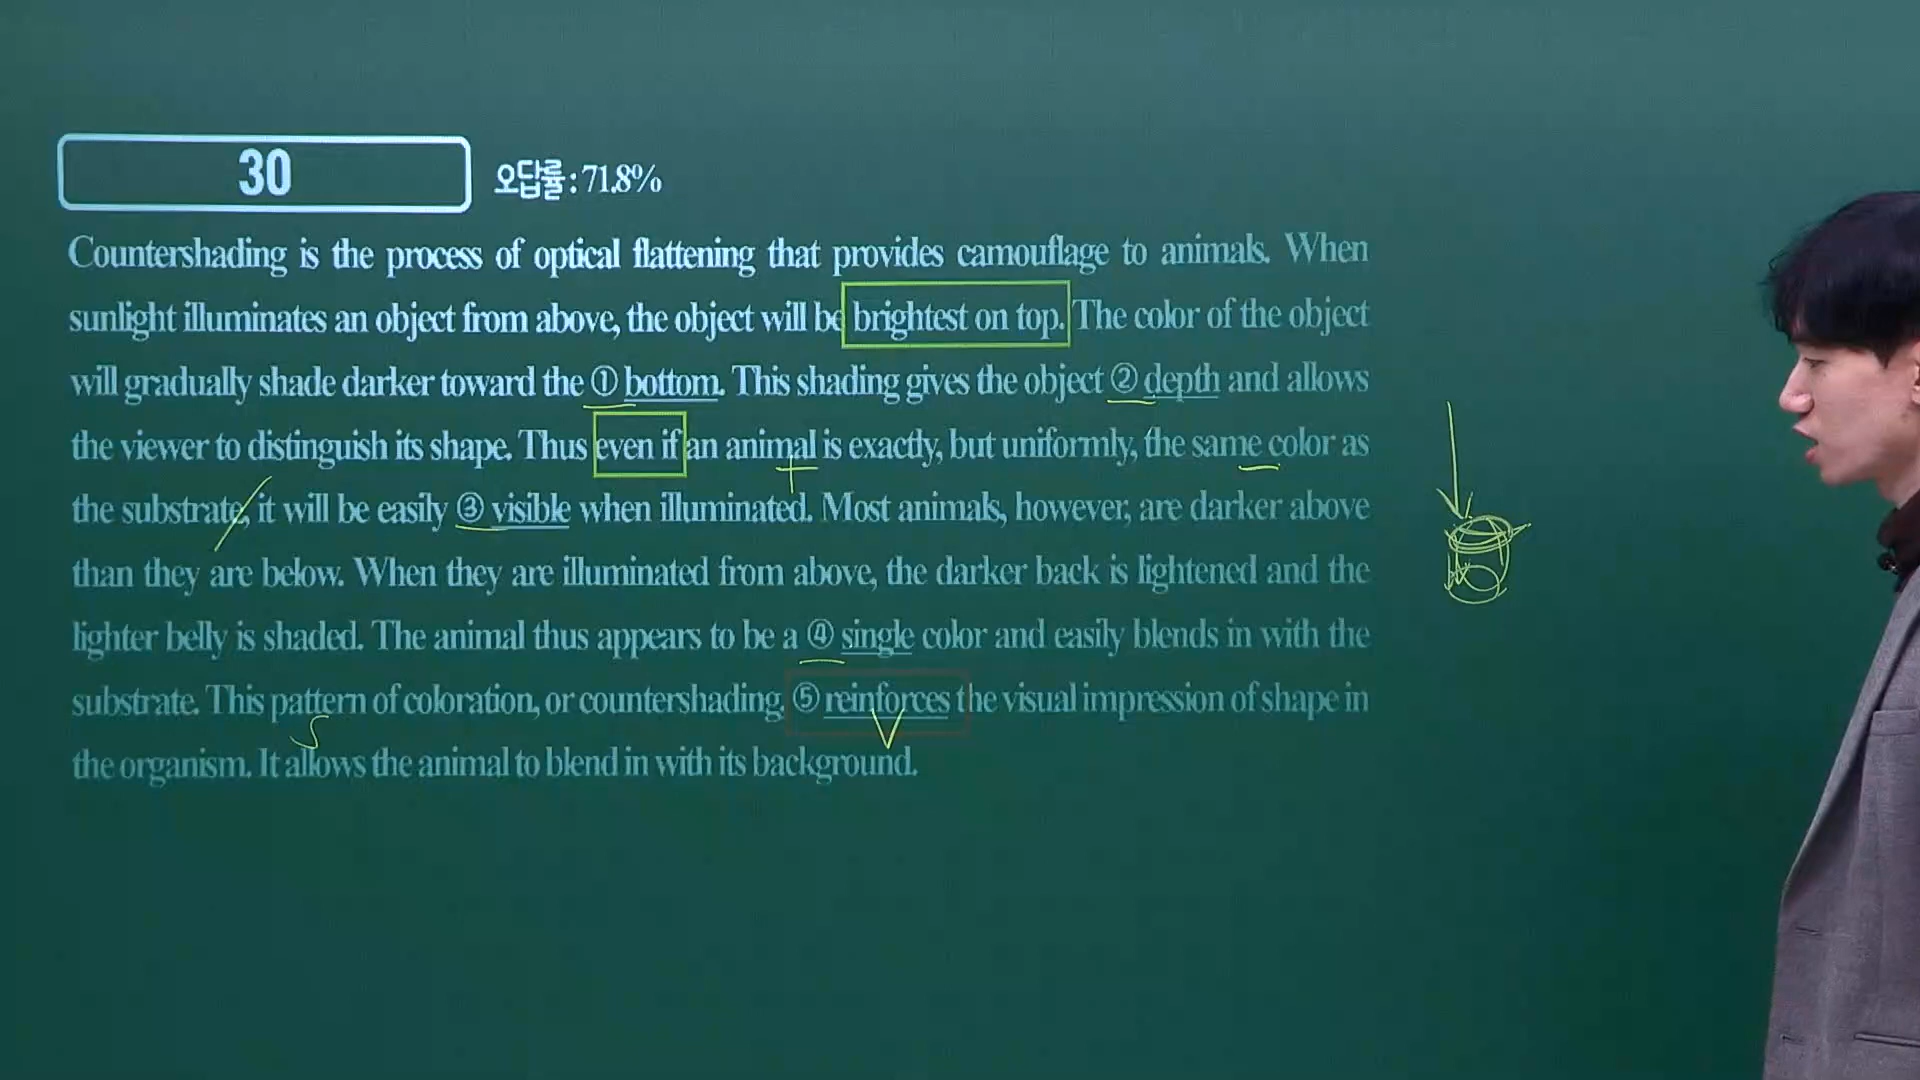 30
오답률 : 71.8%
Countershading is the process of optical flattening that provides camouflage to animals. When
sunlight illuminates an object from above, the object will be brightest on top. The color of the object
will gradually shade darker toward the ① bottom. This shading gives the object ② depth and allows
the viewer to distinguish its shape. Thus even if an animal is exactly, but uniformly, the same color as
the substrate, it will be easily ③ visible when illuminated. Most animals, however, are darker above
than they are below. When they are illuminated from above, the darker back is lightened and the
lighter belly is shaded. The animal thus appears to be a ④ single color and easily blends in with the
substrate. This pattern of coloration, or countershading, ⑤ reinforces the visual impression of shape in
S V
the organism. It allows the animal to blend in with its background.